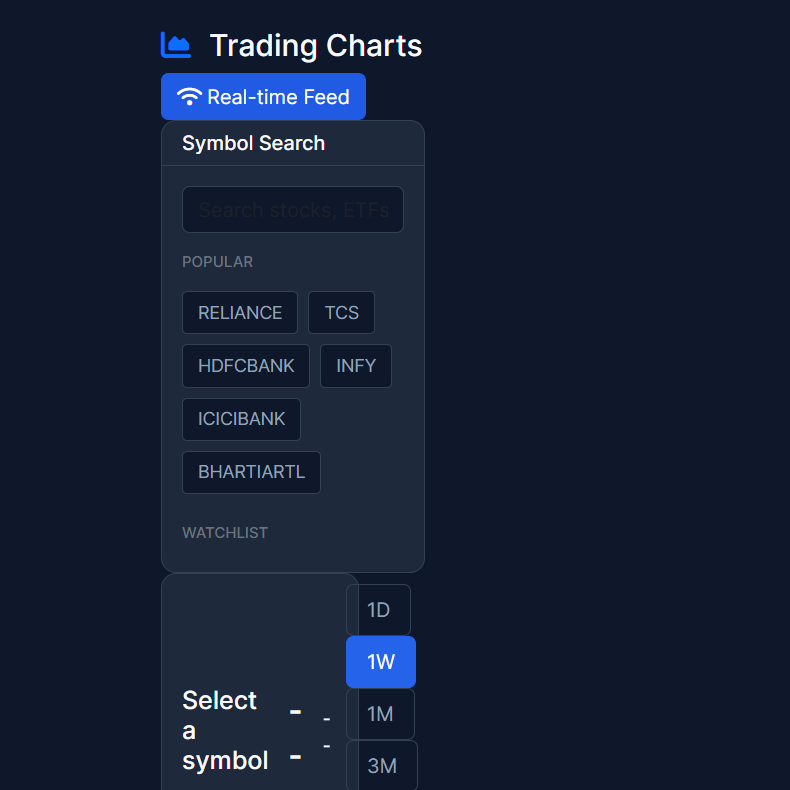 Trading Charts
Real-time Feed
Symbol Search
Search stocks, ETFs
POPULAR
RELIANCE TCS
HDFCBANK INFY
ICICIBANK
BHARTIARTL
WATCHLIST
1D
1W
Select
a
symbol
- -
- -
1M
3M